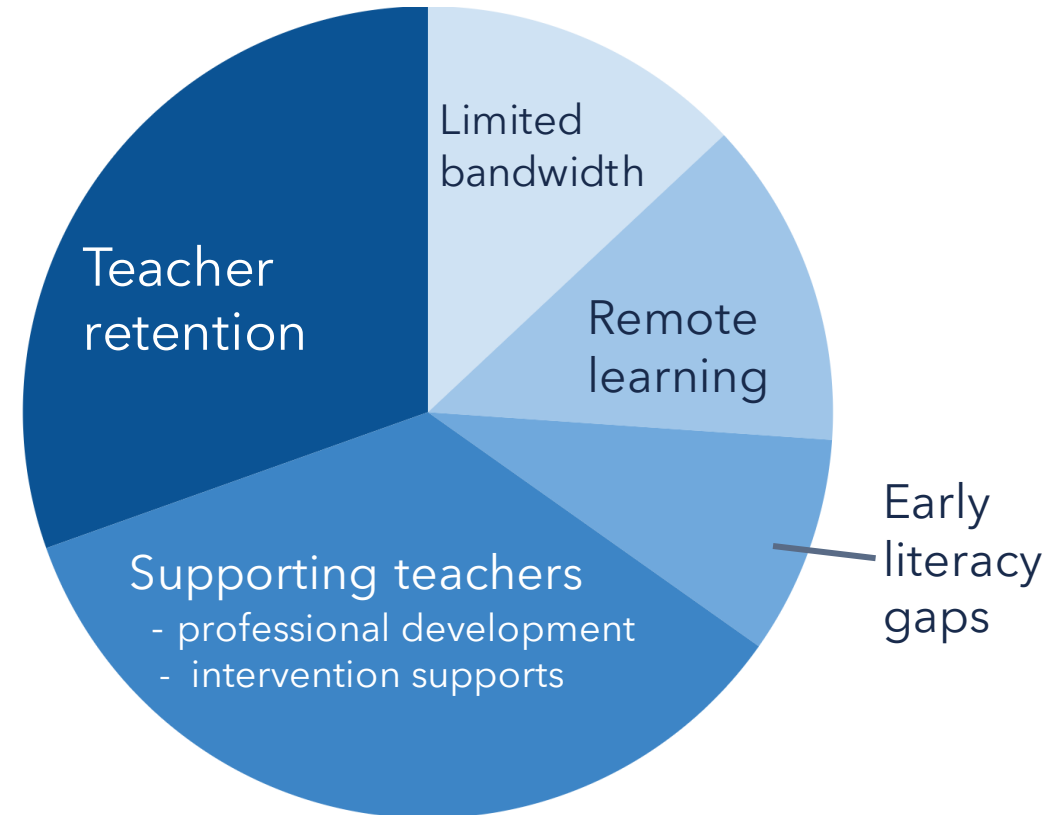 Limited
bandwidth
Remote
learning
Early
literacy
gaps
Supporting teachers
- professional development
- intervention supports
Teacher
retention